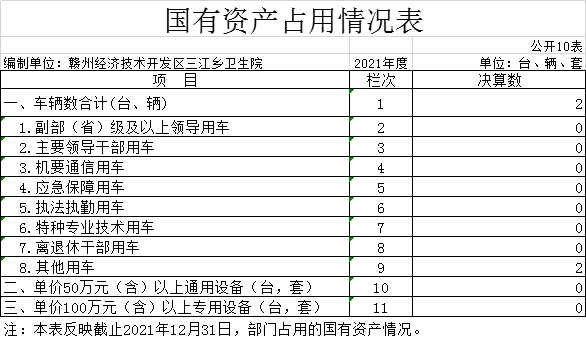 国有资产占用情况表
公开10表
编制单位：赣州经济技术开发区三江乡卫生院 2021年度 单位：台、辆、套
项 目 栏次 决算数
一、车辆数合计(台、辆) 1 2
1.副部（省）级及以上领导用车 2 0
2.主要领导干部用车 3 0
3.机要通信用车 4 0
4.应急保障用车 5 0
5.执法执勤用车 6 0
6.特种专业技术用车 7 0
7.离退休干部用车 8 0
8.其他用车 9 2
二、单价50万元（含）以上通用设备（台，套） 10 0
三、单价100万元（含）以上专用设备（台，套） 11 0
注：本表反映截止2021年12月31日，部门占用的国有资产情况。